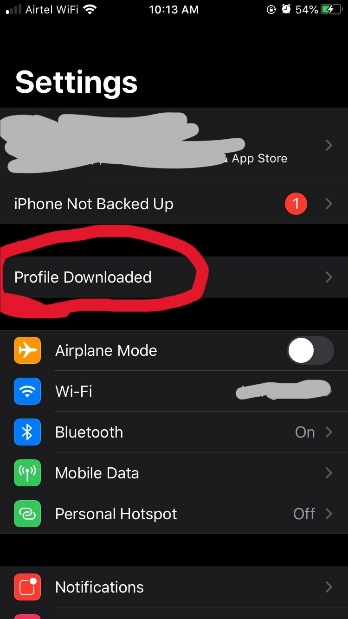 Airtel WiFi 10:13 AM 54%
Settings
App Store
iPhone Not Backed Up 1
Profile Downloaded
Airplane Mode
Wi-Fi
Bluetooth On
Mobile Data
Personal Hotspot Off
Notifications